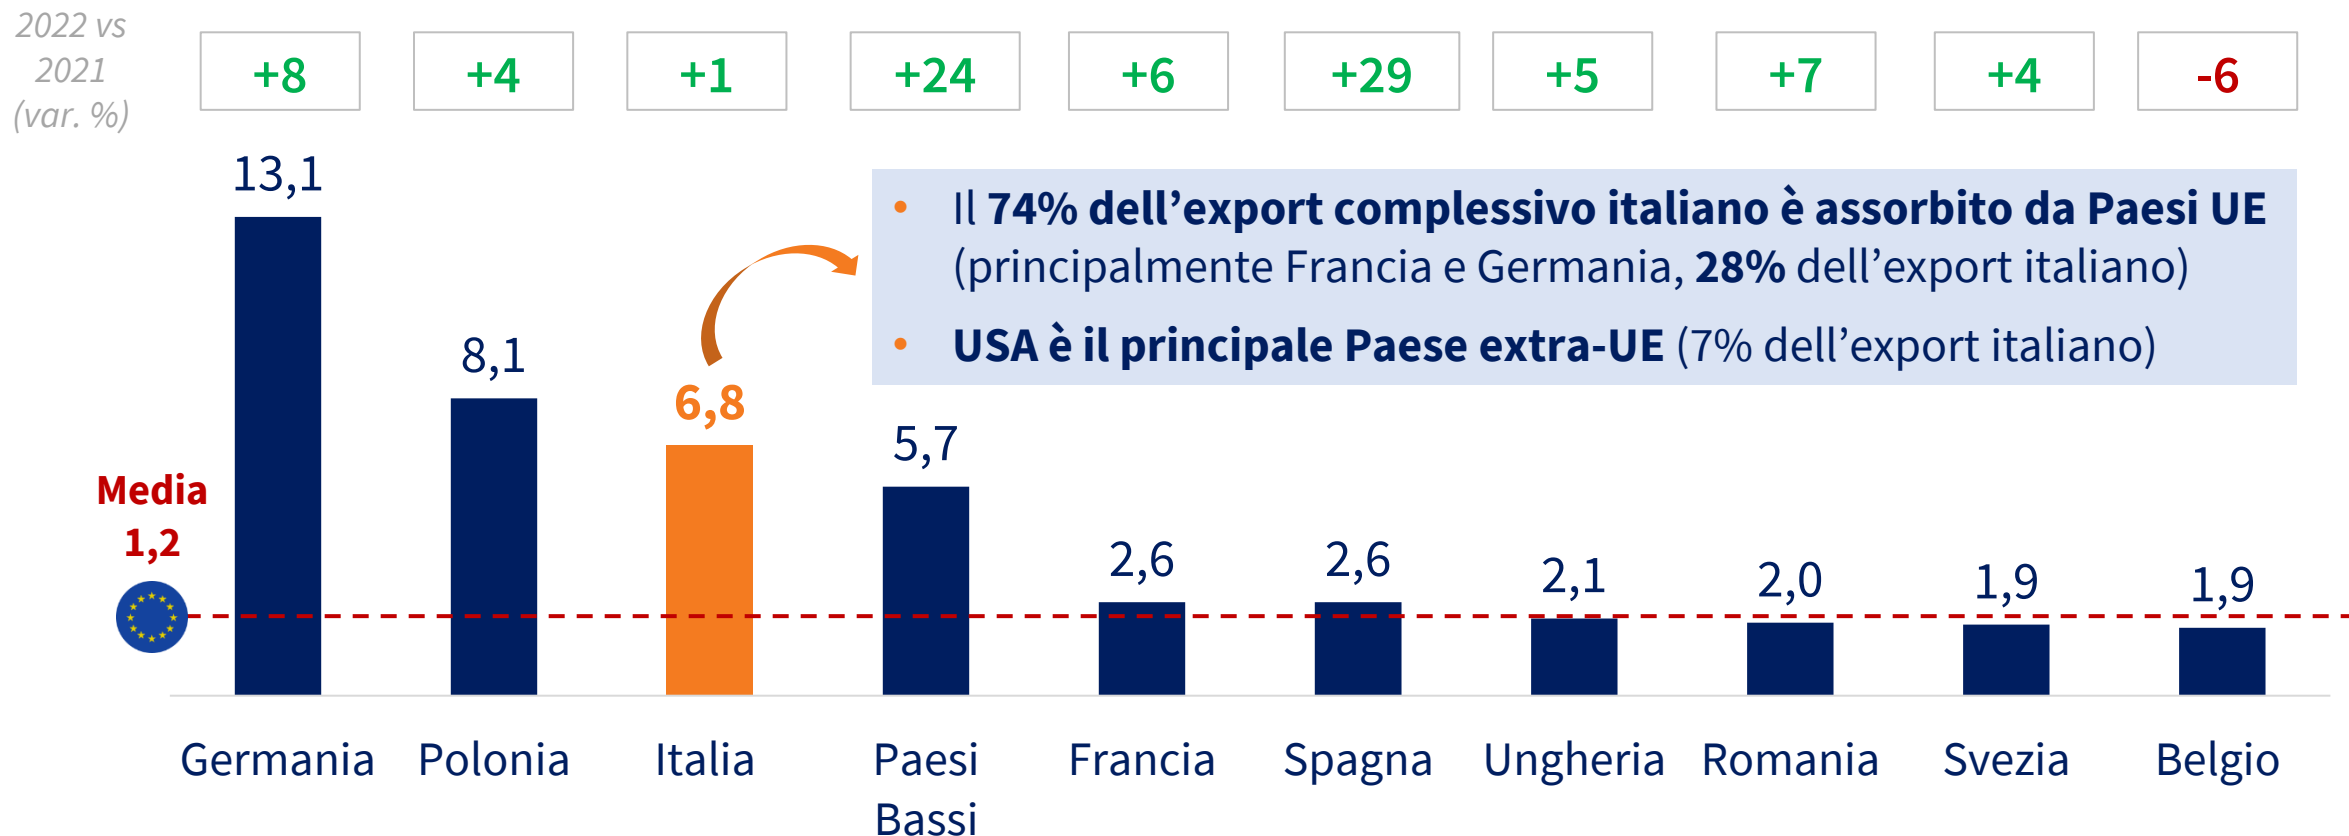 2022 vs
2021
(var. %)
+8 +4 +1 +24 +6 +29 +5 +7 +4 -6
13,1
• Il 74% dell’export complessivo italiano è assorbito da Paesi UE
(principalmente Francia e Germania, 28% dell’export italiano)
• USA è il principale Paese extra-UE (7% dell’export italiano)
8,1
6,8
5,7
Media
1,2
2,6 2,6 2,1 2,0 1,9 1,9
Germania Polonia Italia Paesi Francia Spagna Ungheria Romania Svezia Belgio
Bassi